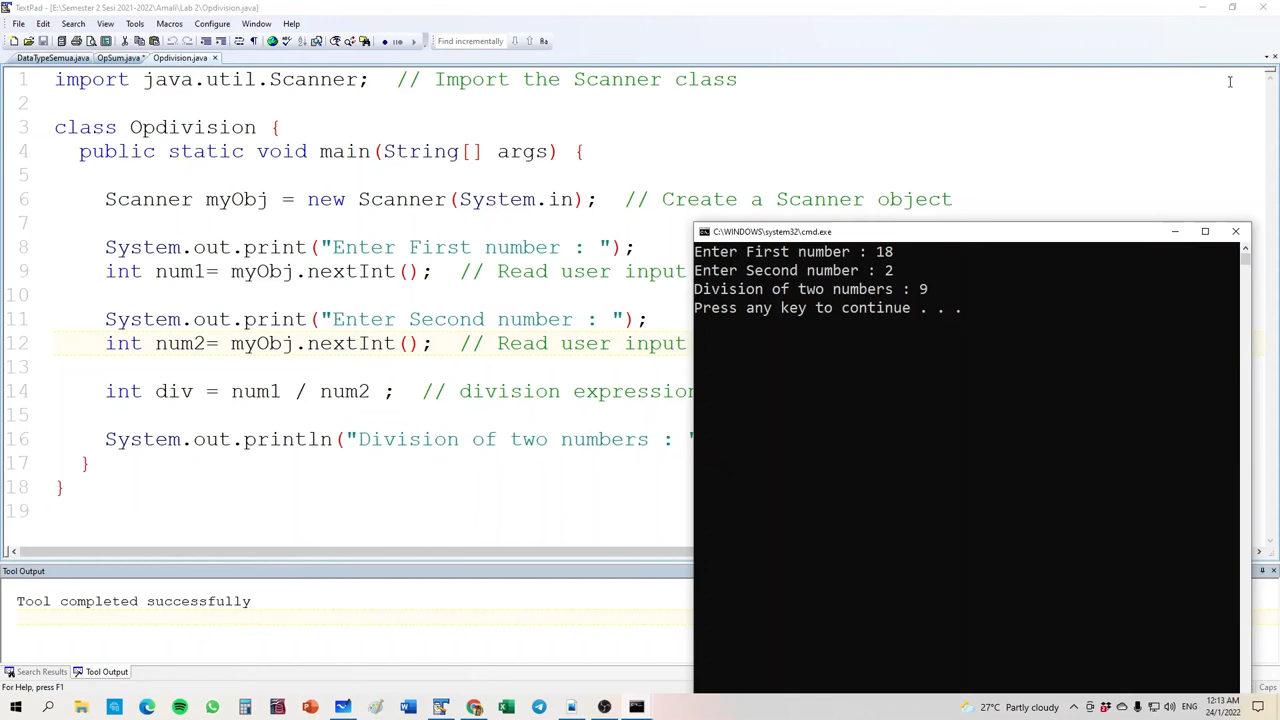 TextPad - [E:\Semester 2 Sesi 2021-2022\Amali\Lab 2\Opdivision.java]
File Edit Search View Tools Macros Configure Window Help
Find incrementally
DataTypeSemua.java OpSum.java * Opdivision.java
1 import java.util.Scanner; // Import the Scanner class
2
3 class Opdivision {
4 public static void main(String[] args) {
5
6 Scanner myObj = new Scanner(System.in); // Create a Scanner object
7
8 System.out.print("Enter First number : ");
9 int num1= myObj.nextInt(); // Read user input
10
11 System.out.print("Enter Second number : ");
12 int num2= myObj.nextInt(); // Read user input
13
14 int div = num1 / num2 ; // division expression
15
16 System.out.println("Division of two numbers : "
17 }
18 }
19
C:\WINDOWS\system32\cmd.exe
Enter First number : 18
Enter Second number : 2
Division of two numbers : 9
Press any key to continue . . .
Tool Output
Tool completed successfully
Search Results Tool Output
For Help, press F1
Caps
27°C Partly cloudy
ENG
12:13 AM
24/1/2022